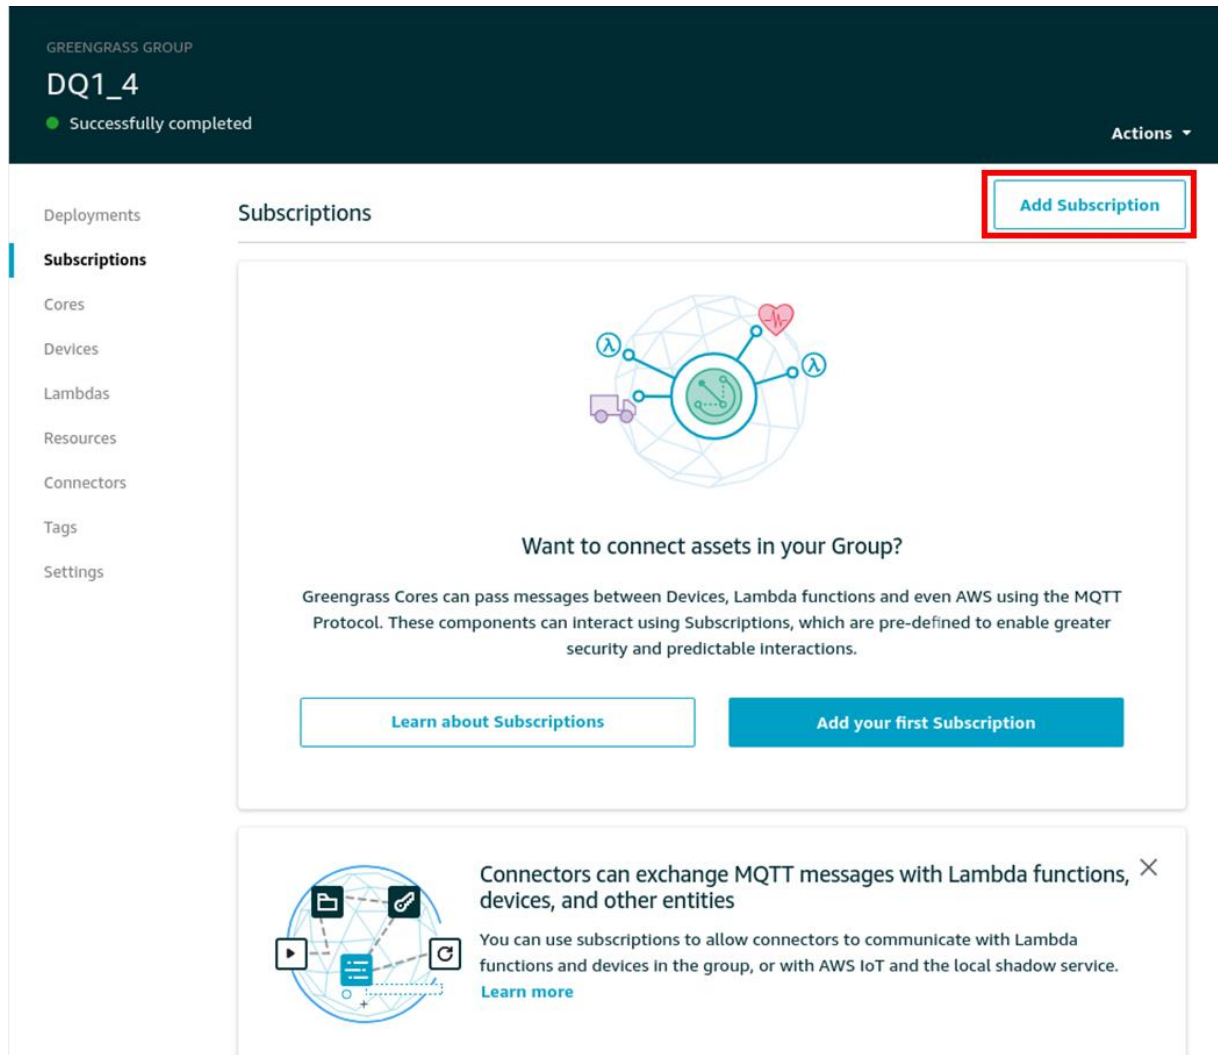 GREENGRASS GROUP
DQ1_4
Successfully completed
Actions
Deployments
Subscriptions
Cores
Devices
Lambdas
Resources
Connectors
Tags
Settings
Subscriptions
Add Subscription
λ
λ
Want to connect assets in your Group?
Greengrass Cores can pass messages between Devices, Lambda functions and even AWS using the MQTT
Protocol. These components can interact using Subscriptions, which are pre-defined to enable greater
security and predictable interactions.
Learn about Subscriptions
Add your first Subscription
Connectors can exchange MQTT messages with Lambda functions,
devices, and other entities
You can use subscriptions to allow connectors to communicate with Lambda
functions and devices in the group, or with AWS IoT and the local shadow service.
Learn more